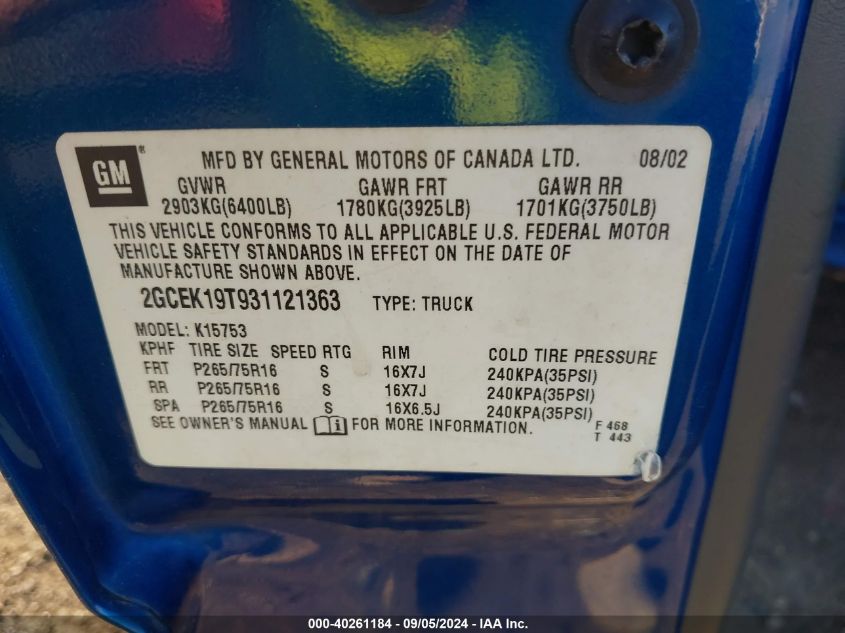 GM ® MFD BY GENERAL MOTORS OF CANADA LTD. 08/02
GVWR GAWR FRT GAWR RR
2903KG(6400LB) 1780KG(3925LB) 1701KG(3750LB)
THIS VEHICLE CONFORMS TO ALL APPLICABLE U.S. FEDERAL MOTOR
VEHICLE SAFETY STANDARDS IN EFFECT ON THE DATE OF
MANUFACTURE SHOWN ABOVE.
2GCEK19T931121363 TYPE: TRUCK
MODEL: K15753
KPHF TIRE SIZE SPEED RTG RIM COLD TIRE PRESSURE
FRT P265/75R16 S 16X7J 240KPA(35PSI)
RR P265/75R16 S 16X7J 240KPA(35PSI)
SPA P265/75R16 S 16X6.5J 240KPA(35PSI)
SEE OWNER'S MANUAL i FOR MORE INFORMATION. F 468
T 443
000-40261184 - 09/05/2024 - IAA Inc.